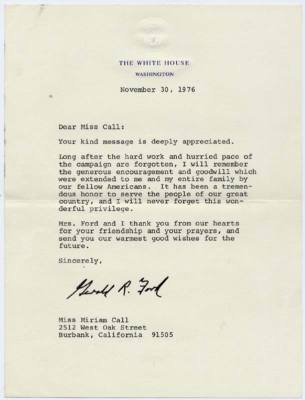 THE WHITE HOUSE
WASHINGTON
November 30, 1976
Dear Miss Call:
Your kind message is deeply appreciated.
Long after the hard work and hurried pace of
the campaign are forgotten, I will remember
the generous encouragement and goodwill which
were extended to me and my entire family by
our fellow Americans. It has been a tremen-
dous honor to serve the people of our great
country, and I will never forget this won-
derful privilege.
Mrs. Ford and I thank you from our hearts
for your friendship and your prayers, and
send you our warmest good wishes for the
future.
Sincerely,
Gerald R. Ford
Miss Miriam Call
2512 West Oak Street
Burbank, California 91505